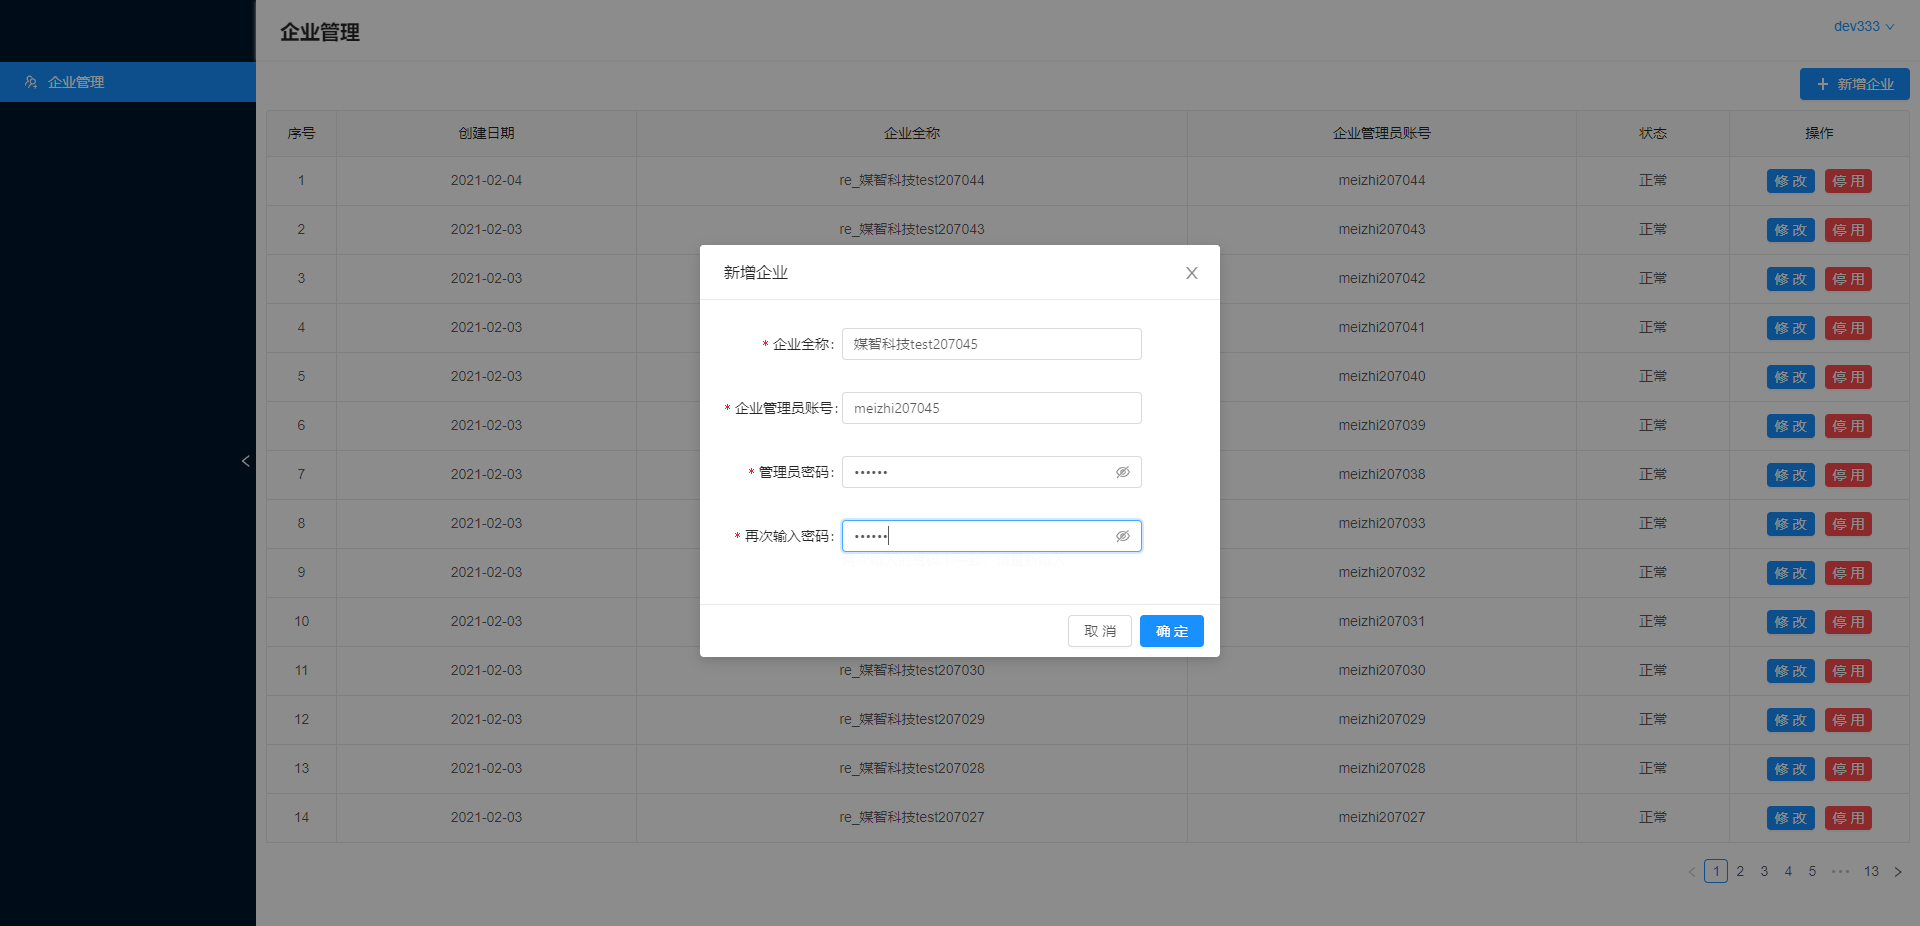 企业管理
dev333
企业管理
新增企业
序号 创建日期 企业全称 企业管理员账号 状态 操作
1 2021-02-04 re_媒智科技test207044 meizhi207044 正常 修 改 停 用
2 2021-02-03 re_媒智科技test207043 meizhi207043 正常 修 改 停 用
3 2021-02-03 meizhi207042 正常 修 改 停 用
4 2021-02-03 meizhi207041 正常 修 改 停 用
5 2021-02-03 meizhi207040 正常 修 改 停 用
6 2021-02-03 meizhi207039 正常 修 改 停 用
7 2021-02-03 meizhi207038 正常 修 改 停 用
8 2021-02-03 meizhi207033 正常 修 改 停 用
9 2021-02-03 meizhi207032 正常 修 改 停 用
10 2021-02-03 meizhi207031 正常 修 改 停 用
11 2021-02-03 re_媒智科技test207030 meizhi207030 正常 修 改 停 用
12 2021-02-03 re_媒智科技test207029 meizhi207029 正常 修 改 停 用
13 2021-02-03 re_媒智科技test207028 meizhi207028 正常 修 改 停 用
14 2021-02-03 re_媒智科技test207027 meizhi207027 正常 修 改 停 用
1 2 3 4 5 ••• 13
新增企业
* 企业全称: 媒智科技test207045
* 企业管理员账号: meizhi207045
* 管理员密码: ••••••
* 再次输入密码: ••••••
取 消 确 定